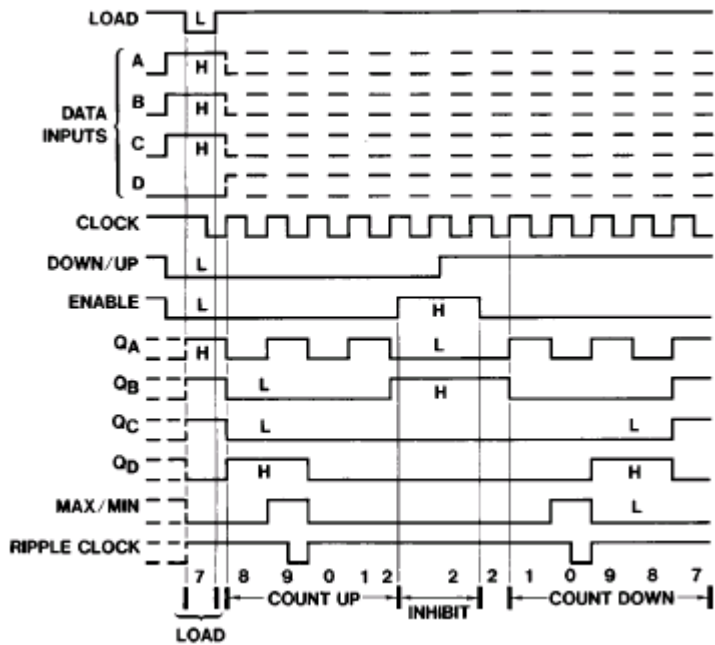 LOAD L
A H
B H
DATA
INPUTS
C H
D
CLOCK
DOWN/UP L
ENABLE L H
QA H L
QB L H
QC L L
QD H H
MAX/MIN L
RIPPLE CLOCK
7 8 9 0 1 2 2 2 1 0 9 8 7
COUNT UP INHIBIT COUNT DOWN
LOAD